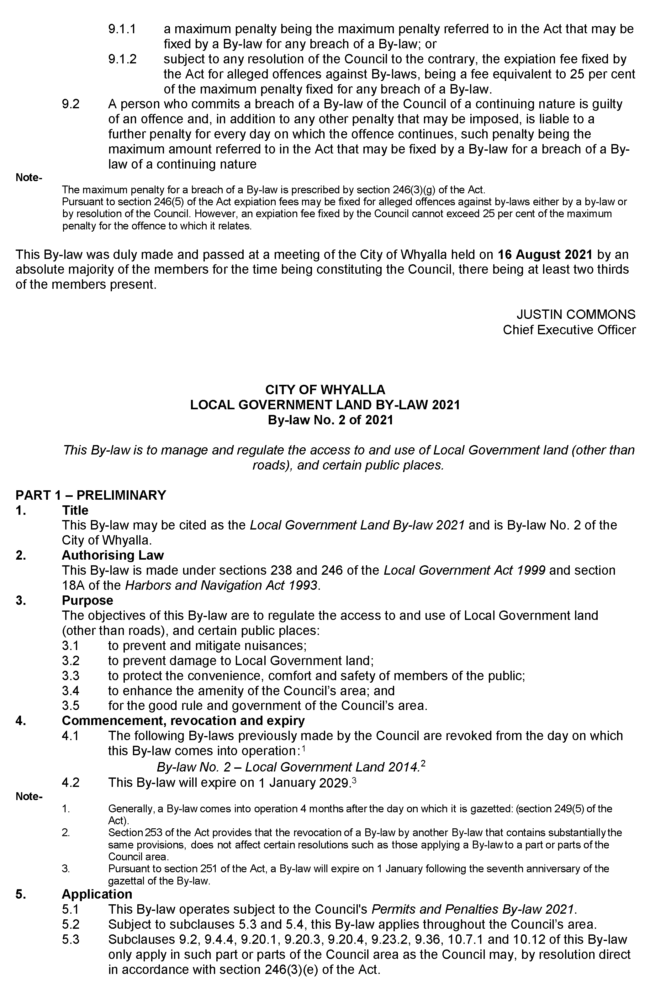 9.1.1 a maximum penalty being the maximum penalty referred to in the Act that may be
fixed by a By-law for any breach of a By-law; or
9.1.2 subject to any resolution of the Council to the contrary, the expiation fee fixed by
the Act for alleged offences against By-laws, being a fee equivalent to 25 per cent
of the maximum penalty fixed for any breach of a By-law.
9.2 A person who commits a breach of a By-law of the Council of a continuing nature is guilty
of an offence and, in addition to any other penalty that may be imposed, is liable to a
further penalty for every day on which the offence continues, such penalty being the
maximum amount referred to in the Act that may be fixed by a By-law for a breach of a By-
law of a continuing nature
Note-
The maximum penalty for a breach of a By-law is prescribed by section 246(3)(g) of the Act.
Pursuant to section 246(5) of the Act expiation fees may be fixed for alleged offences against by-laws either by a by-law or
by resolution of the Council. However, an expiation fee fixed by the Council cannot exceed 25 per cent of the maximum
penalty for the offence to which it relates.
This By-law was duly made and passed at a meeting of the City of Whyalla held on 16 August 2021 by an
absolute majority of the members for the time being constituting the Council, there being at least two thirds
of the members present.
JUSTIN COMMONS
Chief Executive Officer
CITY OF WHYALLA
LOCAL GOVERNMENT LAND BY-LAW 2021
By-law No. 2 of 2021
This By-law is to manage and regulate the access to and use of Local Government land (other than
roads), and certain public places.
PART 1 – PRELIMINARY
1. Title
This By-law may be cited as the Local Government Land By-law 2021 and is By-law No. 2 of the
City of Whyalla.
2. Authorising Law
This By-law is made under sections 238 and 246 of the Local Government Act 1999 and section
18A of the Harbors and Navigation Act 1993.
3. Purpose
The objectives of this By-law are to regulate the access to and use of Local Government land
(other than roads), and certain public places:
3.1 to prevent and mitigate nuisances;
3.2 to prevent damage to Local Government land;
3.3 to protect the convenience, comfort and safety of members of the public;
3.4 to enhance the amenity of the Council’s area; and
3.5 for the good rule and government of the Council’s area.
4. Commencement, revocation and expiry
4.1 The following By-laws previously made by the Council are revoked from the day on which
this By-law comes into operation:¹
By-law No. 2 – Local Government Land 2014.²
4.2 This By-law will expire on 1 January 2029.³
Note-
1. Generally, a By-law comes into operation 4 months after the day on which it is gazetted: (section 249(5) of the
Act).
2. Section 253 of the Act provides that the revocation of a By-law by another By-law that contains substantially the
same provisions, does not affect certain resolutions such as those applying a By-law to a part or parts of the
Council area.
3. Pursuant to section 251 of the Act, a By-law will expire on 1 January following the seventh anniversary of the
gazettal of the By-law.
5. Application
5.1 This By-law operates subject to the Council's Permits and Penalties By-law 2021.
5.2 Subject to subclauses 5.3 and 5.4, this By-law applies throughout the Council’s area.
5.3 Subclauses 9.2, 9.4.4, 9.20.1, 9.20.3, 9.20.4, 9.23.2, 9.36, 10.7.1 and 10.12 of this By-law
only apply in such part or parts of the Council area as the Council may, by resolution direct
in accordance with section 246(3)(e) of the Act.